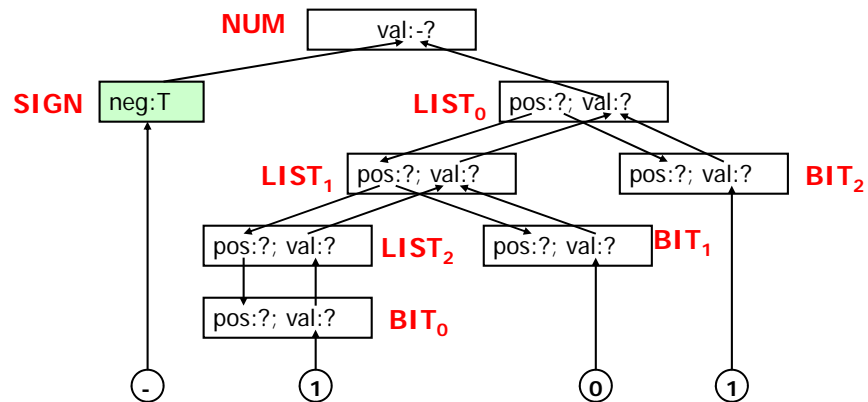 NUM val:-?
SIGN neg:T LIST0 pos:?; val:?
LIST1 pos:?; val:? pos:?; val:? BIT2
pos:?; val:? LIST2 pos:?; val:? BIT1
pos:?; val:? BIT0
- 1 0 1